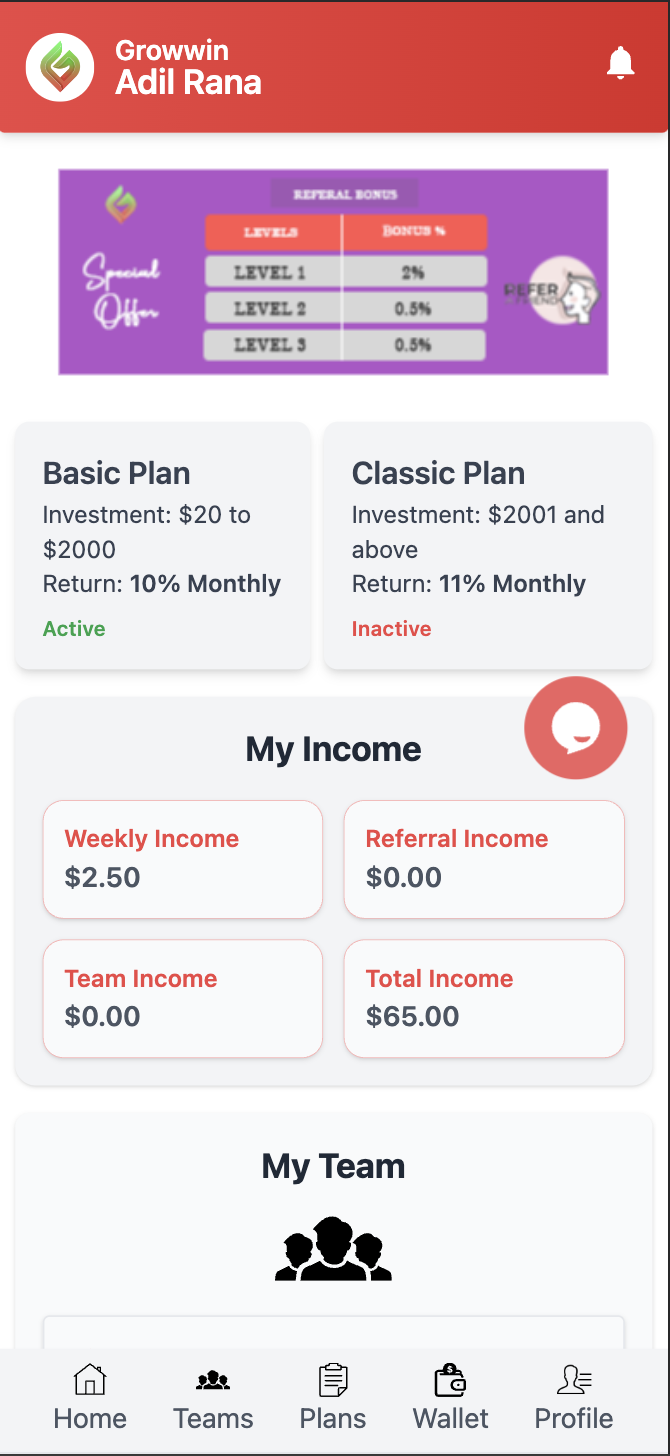 Growwin
Adil Rana
REFERAL BONUS
LEVELS BONUS %
Special
Offer
LEVEL 1 2%
LEVEL 2 0.5%
LEVEL 3 0.5%
REFER
FRIEND
Basic Plan
Investment: $20 to
$2000
Return: 10% Monthly
Active
Classic Plan
Investment: $2001 and
above
Return: 11% Monthly
Inactive
My Income
Weekly Income
$2.50
Referral Income
$0.00
Team Income
$0.00
Total Income
$65.00
My Team
Home Teams Plans Wallet Profile